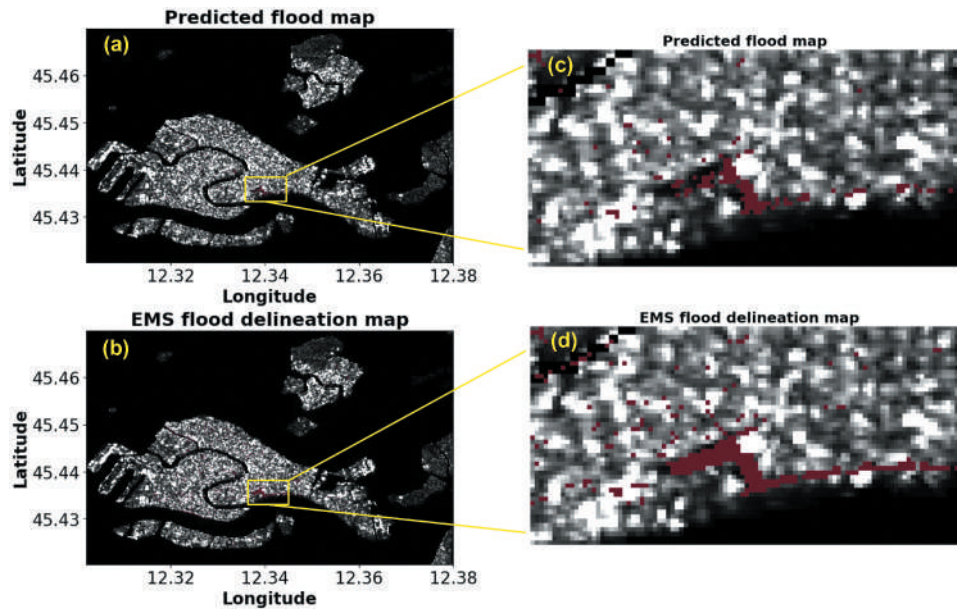 Predicted flood map
(a)
45.46
45.45
45.44
45.43
Latitude
12.32
12.34
12.36
12.38
Longitude
Predicted flood map
(c)
EMS flood delineation map
(b)
45.46
45.45
45.44
45.43
Latitude
12.32
12.34
12.36
12.38
Longitude
EMS flood delineation map
(d)